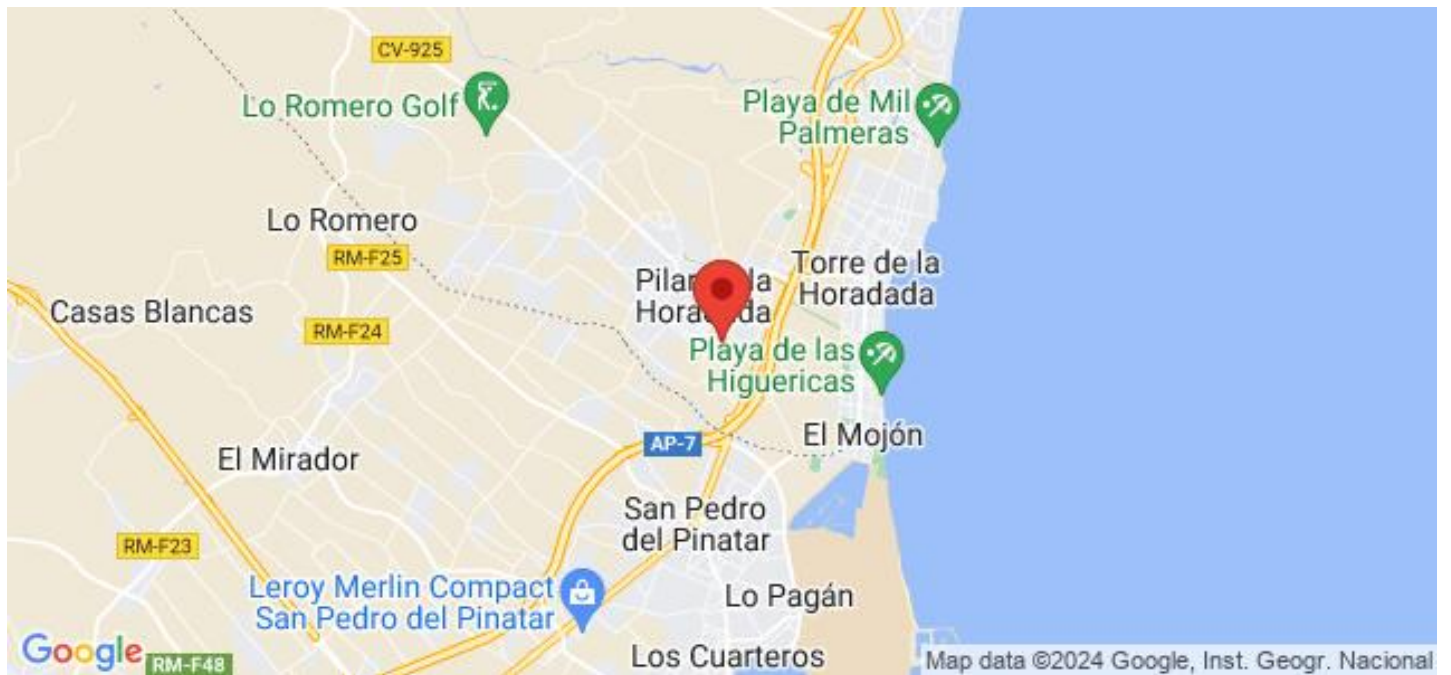 CV-925
Lo Romero Golf
Playa de Mil
Palmeras
Lo Romero
RM-F25
Torre de la
Horadada
Pilar la
Horadada
Casas Blancas
RM-F24
Playa de las
Higuericas
AP-7
El Mojón
El Mirador
San Pedro
del Pinatar
RM-F23
Leroy Merlin Compact
San Pedro del Pinatar
Lo Pagán
Los Cuarteros
Google
RM-F48
Map data ©2024 Google, Inst. Geogr. Nacional